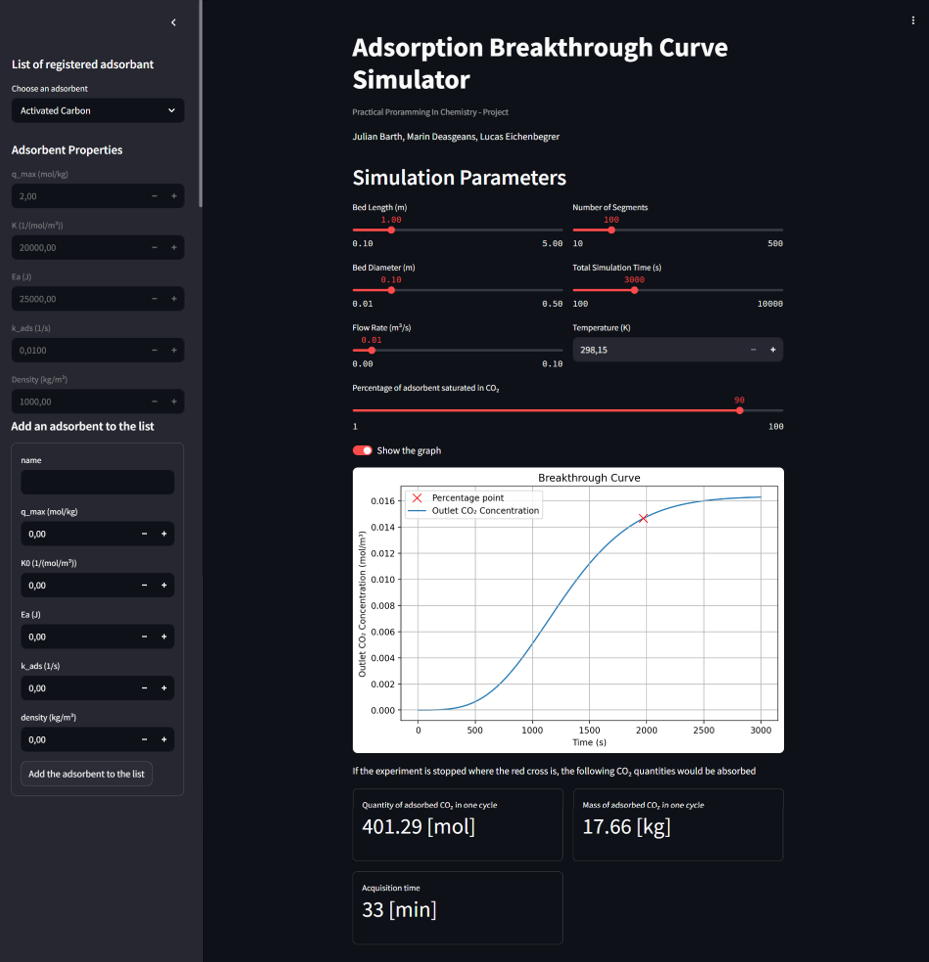 List of registered adsorbant
Choose an adsorbent
Activated Carbon
Adsorbent Properties
q_max (mol/kg)
2,00
K (1/(mol/m³))
20000,00
Ea (J)
25000,00
k_ads (1/s)
0,0100
Density (kg/m³)
1000,00
Add an adsorbent to the list
name
q_max (mol/kg)
0,00
K0 (1/(mol/m³))
0,00
Ea (J)
0,00
k_ads (1/s)
0,00
density (kg/m³)
0,00
Add the adsorbent to the list
Adsorption Breakthrough Curve
Simulator
Practical Proramming In Chemistry - Project
Julian Barth, Marin Deasgeans, Lucas Eichenbegrer
Simulation Parameters
Bed Length (m)
1.00
0.10 5.00
Number of Segments
100
10 500
Bed Diameter (m)
0.10
0.01 0.50
Total Simulation Time (s)
3000
100 10000
Flow Rate (m³/s)
0.01
0.00 0.10
Temperature (K)
298,15
Percentage of adsorbent saturated in CO₂
90
1 100
Show the graph
Breakthrough Curve
Percentage point
Outlet CO₂ Concentration
Outlet CO₂ Concentration (mol/m³)
0.016
0.014
0.012
0.010
0.008
0.006
0.004
0.002
0.000
0 500 1000 1500 2000 2500 3000
Time (s)
If the experiment is stopped where the red cross is, the following CO₂ quantities would be absorbed
Quantity of adsorbed CO₂ in one cycle
401.29 [mol]
Mass of adsorbed CO₂ in one cycle
17.66 [kg]
Acquisition time
33 [min]